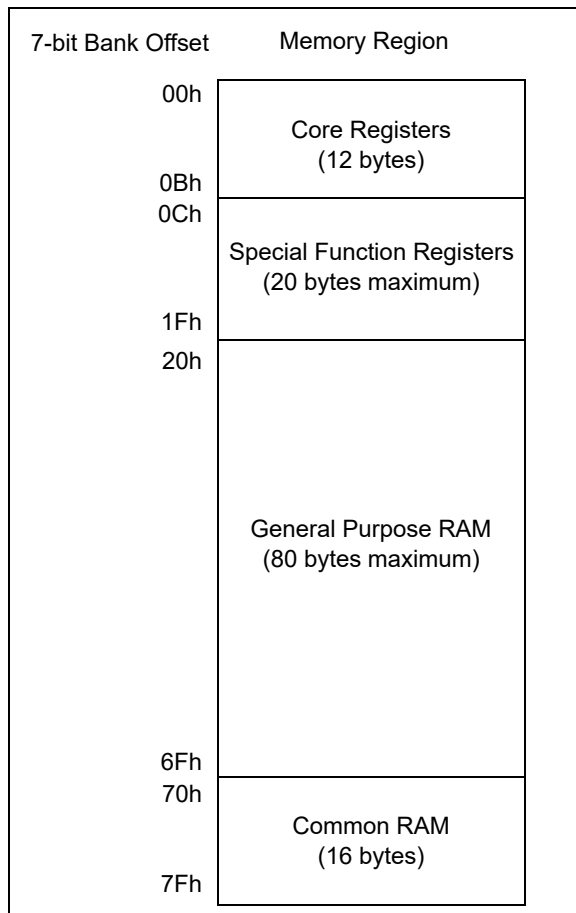 7-bit Bank Offset Memory Region
00h
Core Registers
(12 bytes)
0Bh
0Ch
Special Function Registers
(20 bytes maximum)
1Fh
20h
General Purpose RAM
(80 bytes maximum)
6Fh
70h
Common RAM
(16 bytes)
7Fh